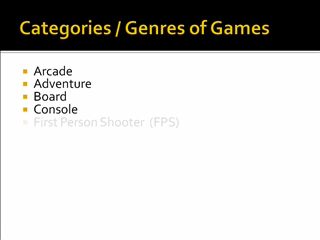 Categories / Genres of Games
Arcade
Adventure
Board
Console
First Person Shooter (FPS)